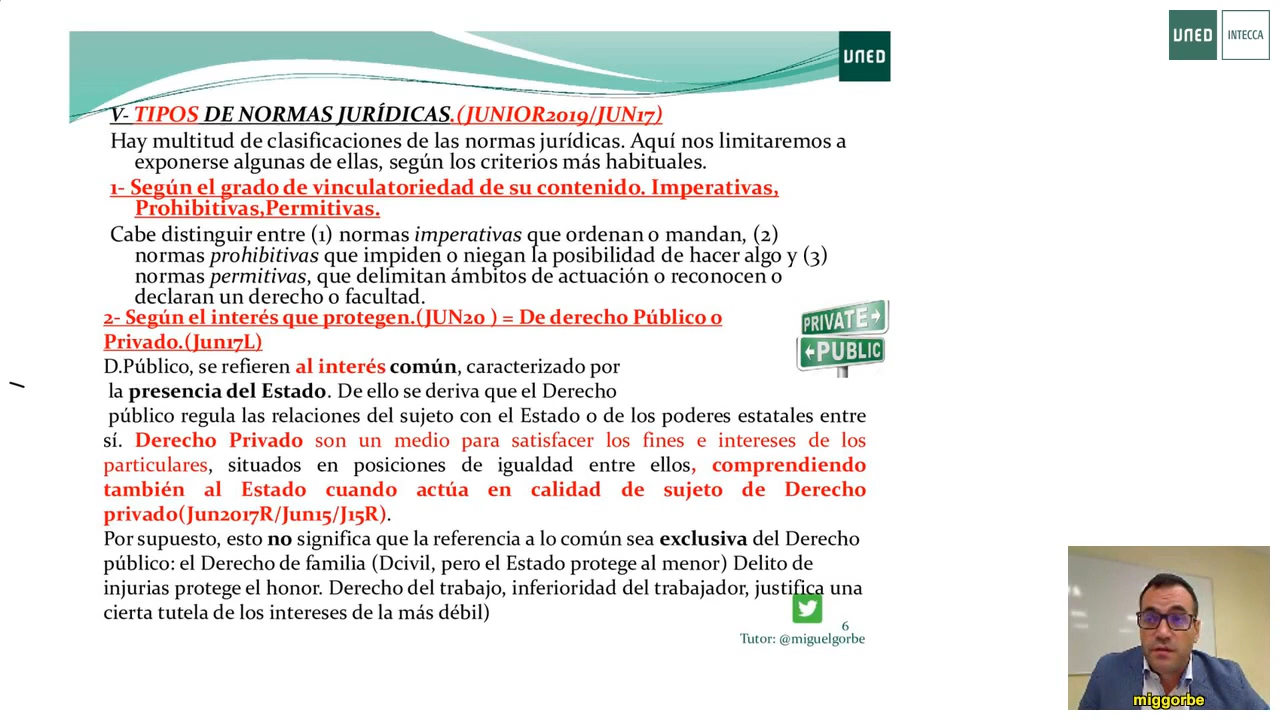 UNED
INTECCA
UNED
V- TIPOS DE NORMAS JURÍDICAS.(JUNIOR2019/JUN17)
Hay multitud de clasificaciones de las normas jurídicas. Aquí nos limitaremos a
exponerse algunas de ellas, según los criterios más habituales.
1- Según el grado de vinculatoriedad de su contenido. Imperativas,
Prohibitivas,Permitivas.
Cabe distinguir entre (1) normas imperativas que ordenan o mandan, (2)
normas prohibitivas que impiden o niegan la posibilidad de hacer algo y (3)
normas permitivas, que delimitan ámbitos de actuación o reconocen o
declaran un derecho o facultad.
2- Según el interés que protegen.(JUN20 ) = De derecho Público o
Privado.(Jun17L)
PRIVATE
PUBLIC
D.Público, se refieren al interés común, caracterizado por
la presencia del Estado. De ello se deriva que el Derecho
público regula las relaciones del sujeto con el Estado o de los poderes estatales entre
sí. Derecho Privado son un medio para satisfacer los fines e intereses de los
particulares, situados en posiciones de igualdad entre ellos, comprendiendo
también al Estado cuando actúa en calidad de sujeto de Derecho
privado(Jun2017R/Jun15/J15R).
Por supuesto, esto no significa que la referencia a lo común sea exclusiva del Derecho
público: el Derecho de familia (Dcivil, pero el Estado protege al menor) Delito de
injurias protege el honor. Derecho del trabajo, inferioridad del trabajador, justifica una
cierta tutela de los intereses de la más débil)
6
Tutor: @miguelgorbe
miggorbe